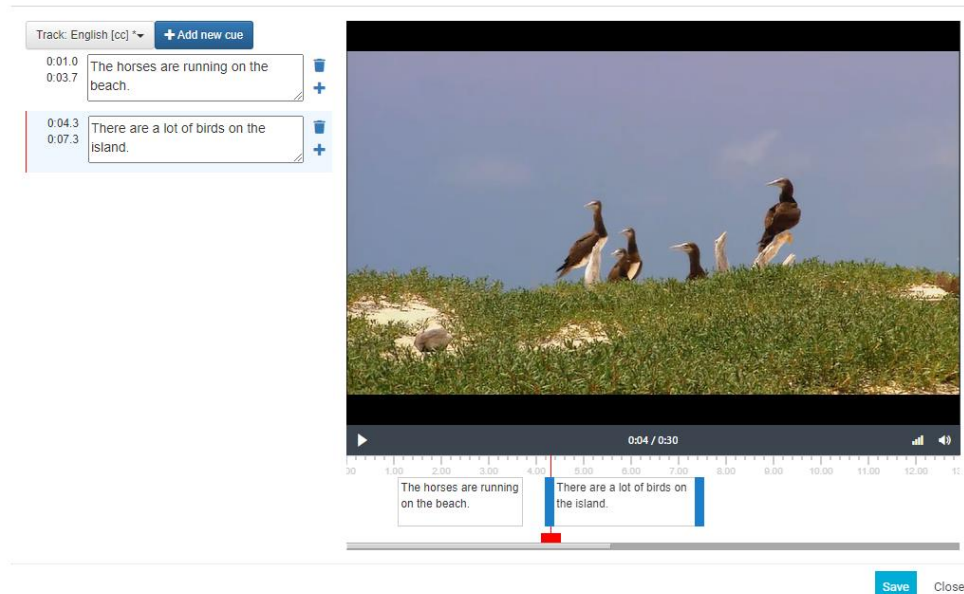 Track: English [cc] *
+ Add new cue
0:01.0
0:03.7
The horses are running on the
beach.
0:04.3
0:07.3
There are a lot of birds on the
island.
0:04 / 0:30
00 1.00 2.00 3.00 4.00 5.00 6.00 7.00 8.00 9.00 10.00 11.00 12.00 13
The horses are running
on the beach.
There are a lot of birds on
the island.
Save Close